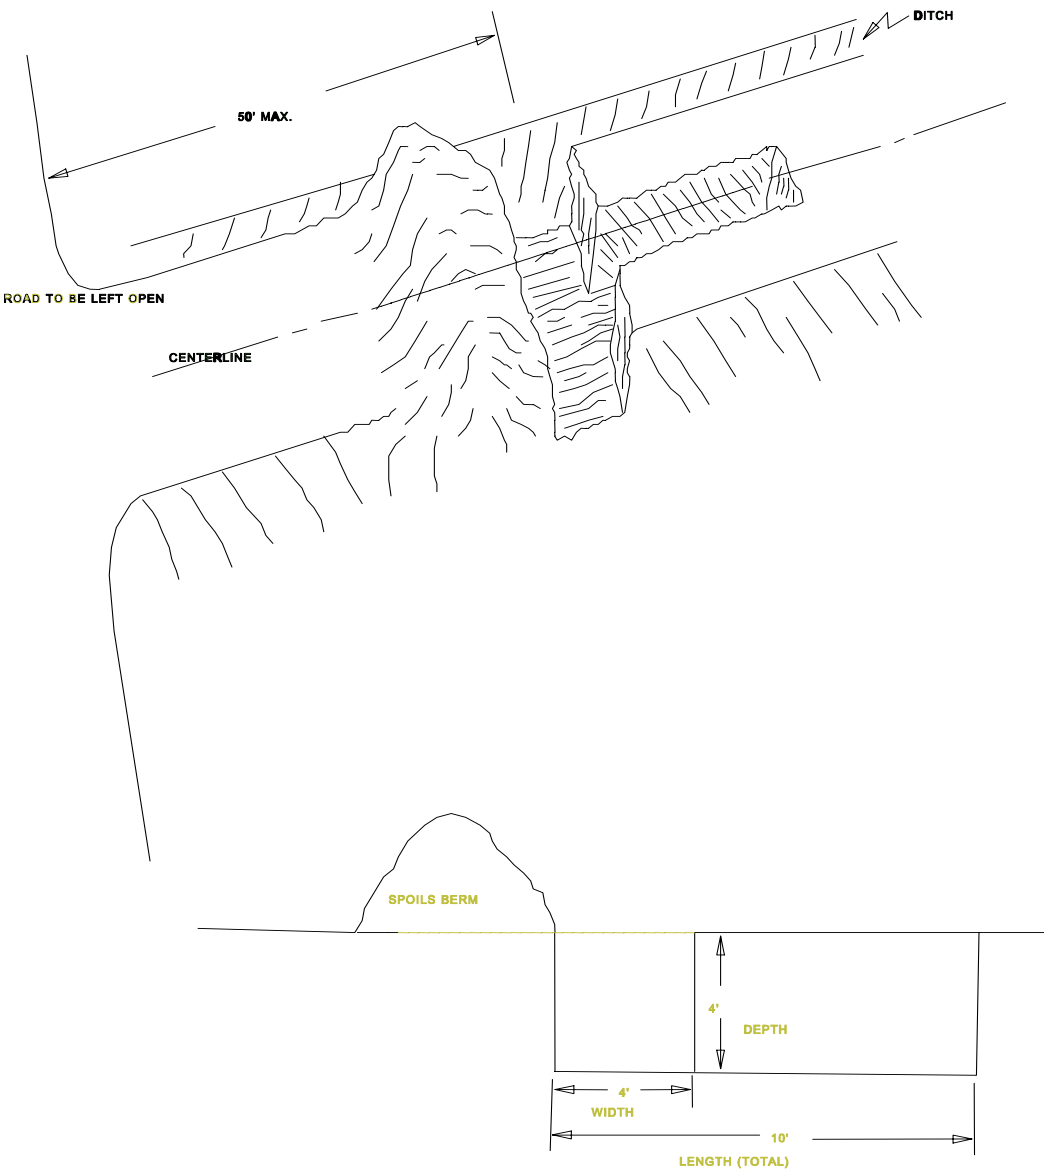 DITCH
50' MAX.
ROAD TO BE LEFT OPEN
CENTERLINE
SPOILS BERM
4'
DEPTH
4'
WIDTH
10'
LENGTH (TOTAL)